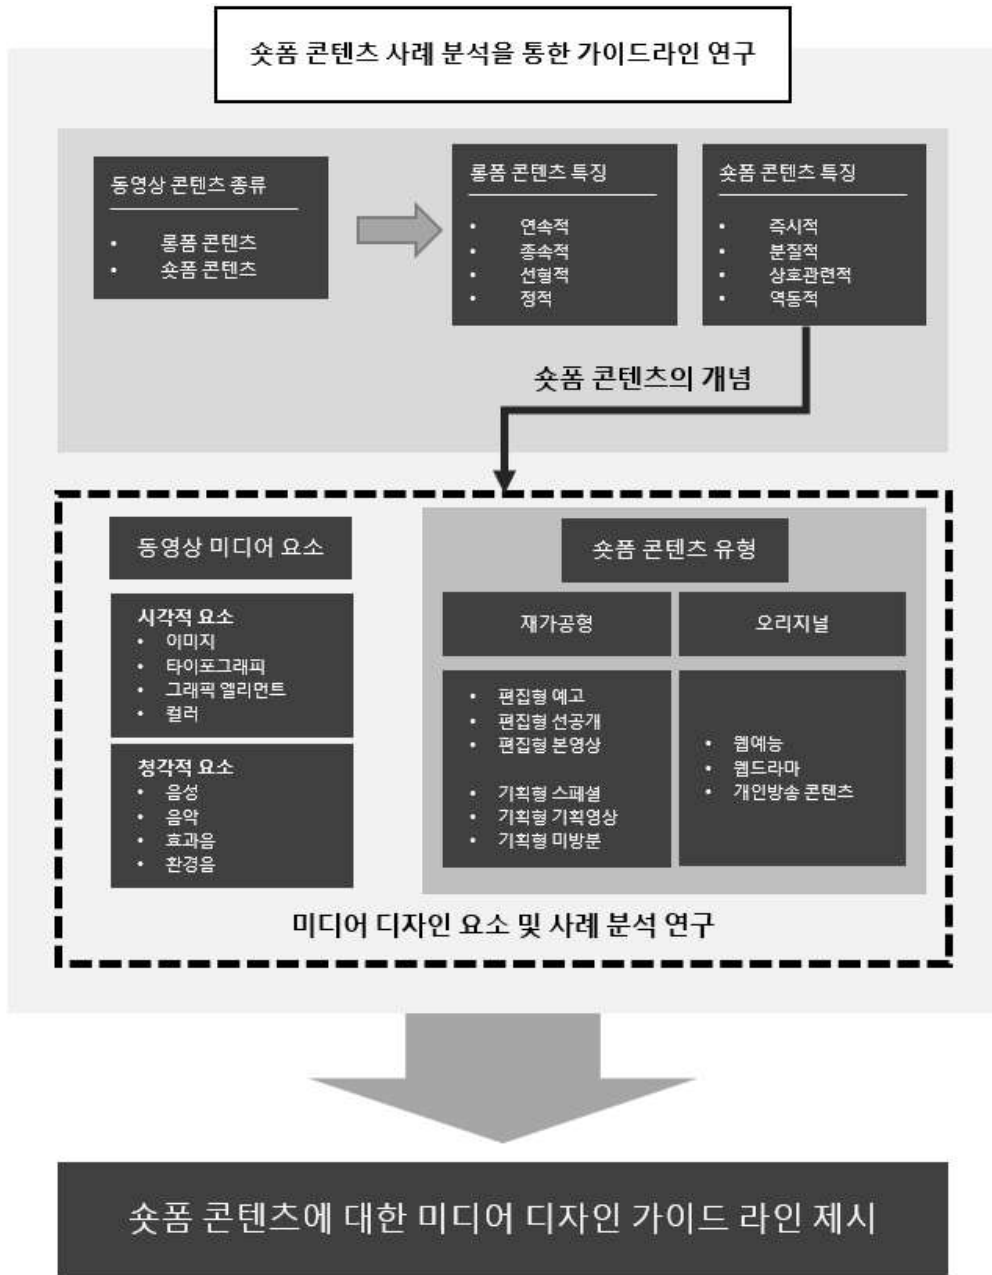 숏폼 콘텐츠 사례 분석을 통한 가이드라인 연구
동영상 콘텐츠 종류
• 롱폼 콘텐츠
• 숏폼 콘텐츠
롱폼 콘텐츠 특징
• 연속적
• 종속적
• 선형적
• 정적
숏폼 콘텐츠 특징
• 즉시적
• 분절적
• 상호관련적
• 역동적
숏폼 콘텐츠의 개념
동영상 미디어 요소
시각적 요소
• 이미지
• 타이포그래피
• 그래픽 엘리먼트
• 컬러
청각적 요소
• 음성
• 음악
• 효과음
• 환경음
숏폼 콘텐츠 유형
재가공형
• 편집형 예고
• 편집형 선공개
• 편집형 본영상
• 기획형 스페셜
• 기획형 기획영상
• 기획형 미방분
오리지널
• 웹예능
• 웹드라마
• 개인방송 콘텐츠
미디어 디자인 요소 및 사례 분석 연구
숏폼 콘텐츠에 대한 미디어 디자인 가이드 라인 제시